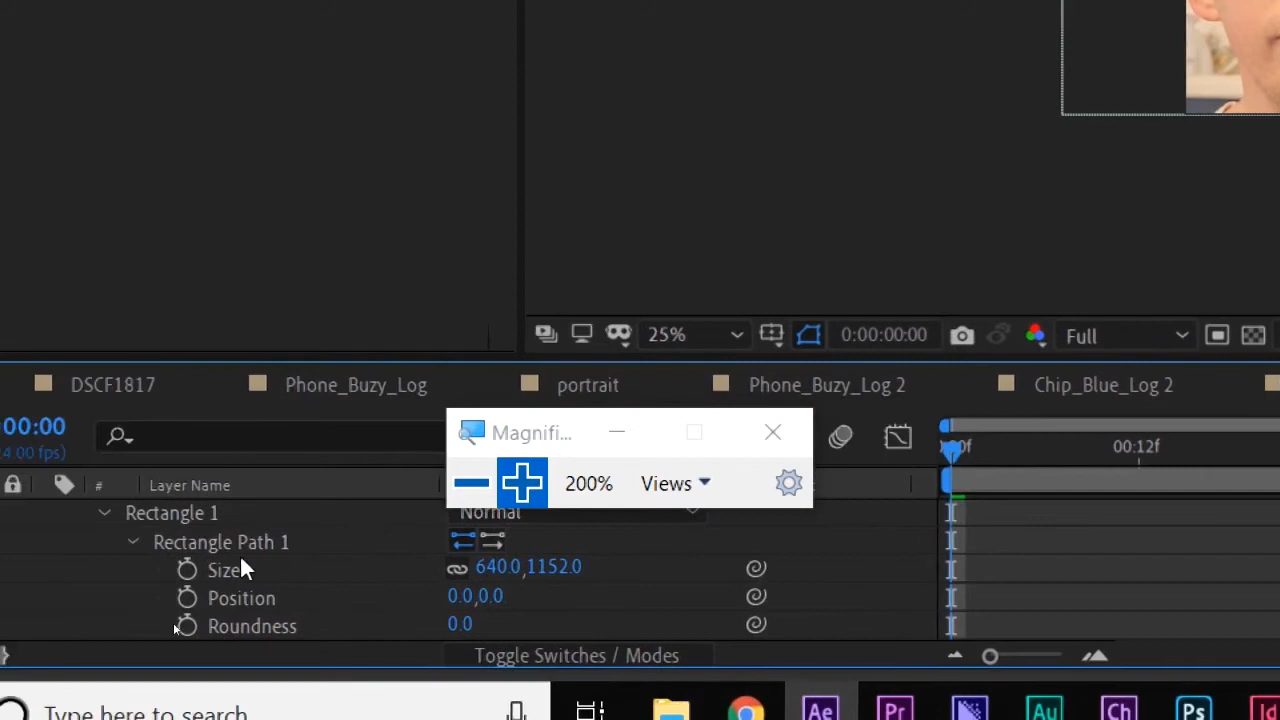 25%
0:00:00:00
Full
DSCF1817
Phone_Buzy_Log
portrait
Phone_Buzy_Log 2
Chip_Blue_Log 2
00:00
Magnifi...
00:12f
# Layer Name
200% Views
Rectangle 1
Normal
Rectangle Path 1
Size 640.0,1152.0
Position 0.0,0.0
Roundness 0.0
Toggle Switches / Modes
Type here to search
Ae Pr Au Ch Ps Id